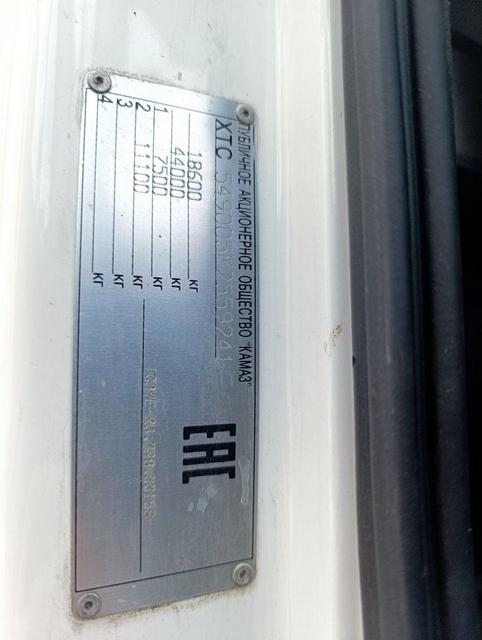 ПУБЛИЧНОЕ АКЦИОНЕРНОЕ ОБЩЕСТВО "КАМАЗ"
XTC
18600 КГ
44000 КГ
1 7500 КГ
2 11100 КГ
3 КГ
4 КГ
EAC